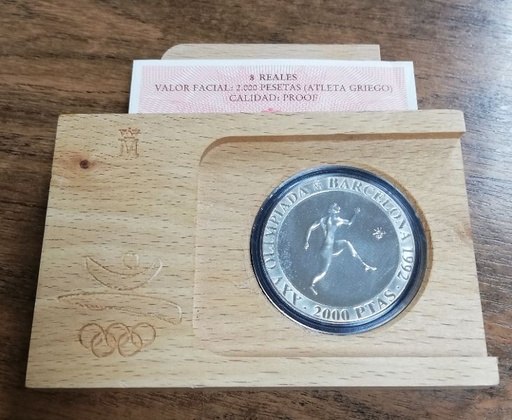 8 REALES
VALOR FACIAL: 2.000 PESETAS (ATLETA GRIEGO)
CALIDAD: PROOF
M
XXV OLIMPIADA BARCELONA 1992
· 2000 PTAS ·